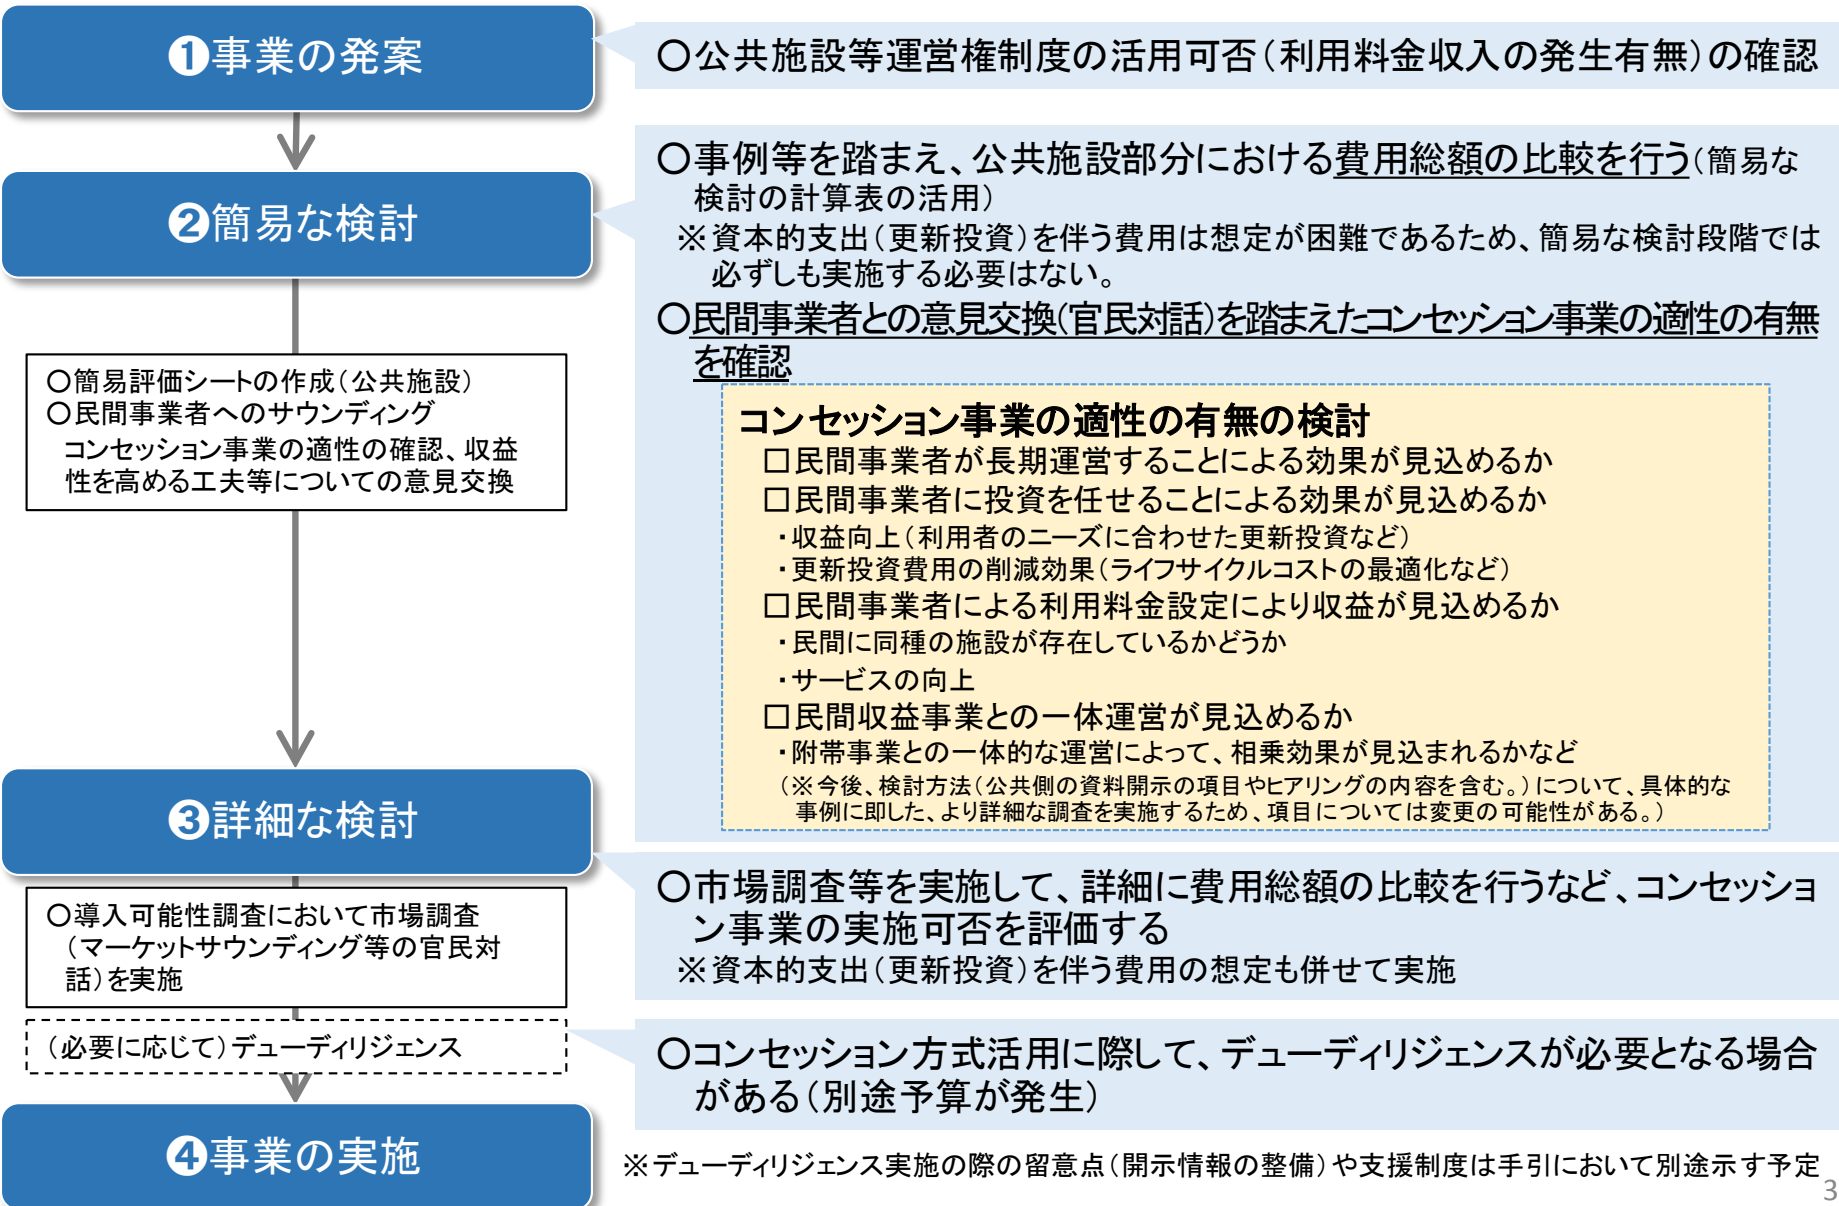 ❶事業の発案
〇公共施設等運営権制度の活用可否（利用料金収入の発生有無）の確認
❷簡易な検討
〇事例等を踏まえ、公共施設部分における費用総額の比較を行う（簡易な
検討の計算表の活用）
※資本的支出（更新投資）を伴う費用は想定が困難であるため、簡易な検討段階では
必ずしも実施する必要はない。
〇民間事業者との意見交換（官民対話）を踏まえたコンセッション事業の適性の有無
を確認
〇簡易評価シートの作成（公共施設）
〇民間事業者へのサウンディング
コンセッション事業の適性の確認、収益
性を高める工夫等についての意見交換
コンセッション事業の適性の有無の検討
□民間事業者が長期運営することによる効果が見込めるか
□民間事業者に投資を任せることによる効果が見込めるか
・収益向上（利用者のニーズに合わせた更新投資など）
・更新投資費用の削減効果（ライフサイクルコストの最適化など）
□民間事業者による利用料金設定により収益が見込めるか
・民間に同種の施設が存在しているかどうか
・サービスの向上
□民間収益事業との一体運営が見込めるか
・附帯事業との一体的な運営によって、相乗効果が見込まれるかなど
（※今後、検討方法（公共側の資料開示の項目やヒアリングの内容を含む。）について、具体的な
事例に即した、より詳細な調査を実施するため、項目については変更の可能性がある。）
❸詳細な検討
〇市場調査等を実施して、詳細に費用総額の比較を行うなど、コンセッショ
ン事業の実施可否を評価する
※資本的支出（更新投資）を伴う費用の想定も併せて実施
〇導入可能性調査において市場調査
（マーケットサウンディング等の官民対
話）を実施
（必要に応じて）デューディリジェンス
〇コンセッション方式活用に際して、デューディリジェンスが必要となる場合
がある（別途予算が発生）
❹事業の実施
※デューディリジェンス実施の際の留意点（開示情報の整備）や支援制度は手引において別途示す予定
3